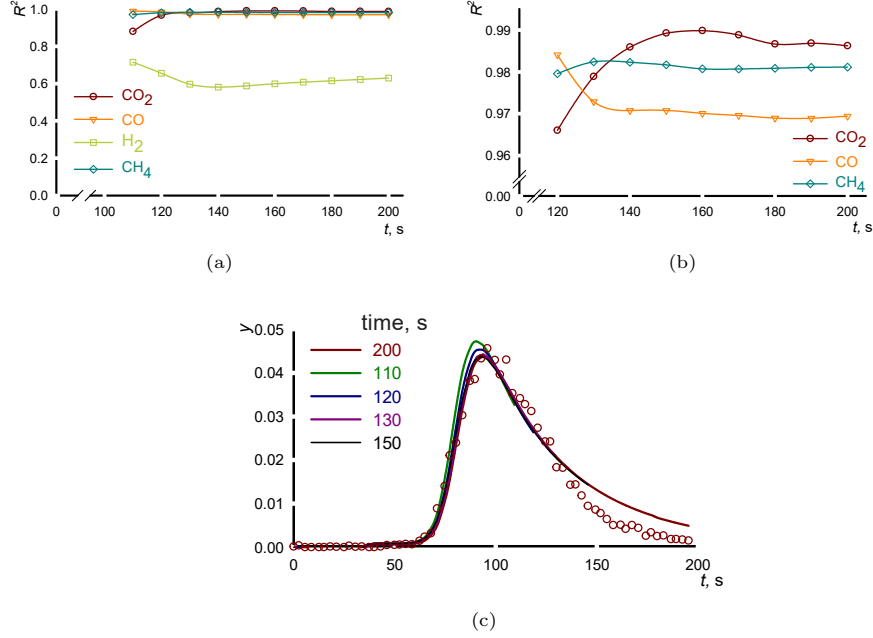 R²
1.0
0.8
0.6
0.4
0.2
0.0
CO₂
CO
H₂
CH₄
0 100 120 140 160 180 200
t, s
(a)
R²
0.99
0.98
0.97
0.96
0.00
CO₂
CO
CH₄
0 120 140 160 180 200
t, s
(b)
y
0.05
0.04
0.03
0.02
0.01
0.00
time, s
200
110
120
130
150
0 50 100 150 200
t, s
(c)